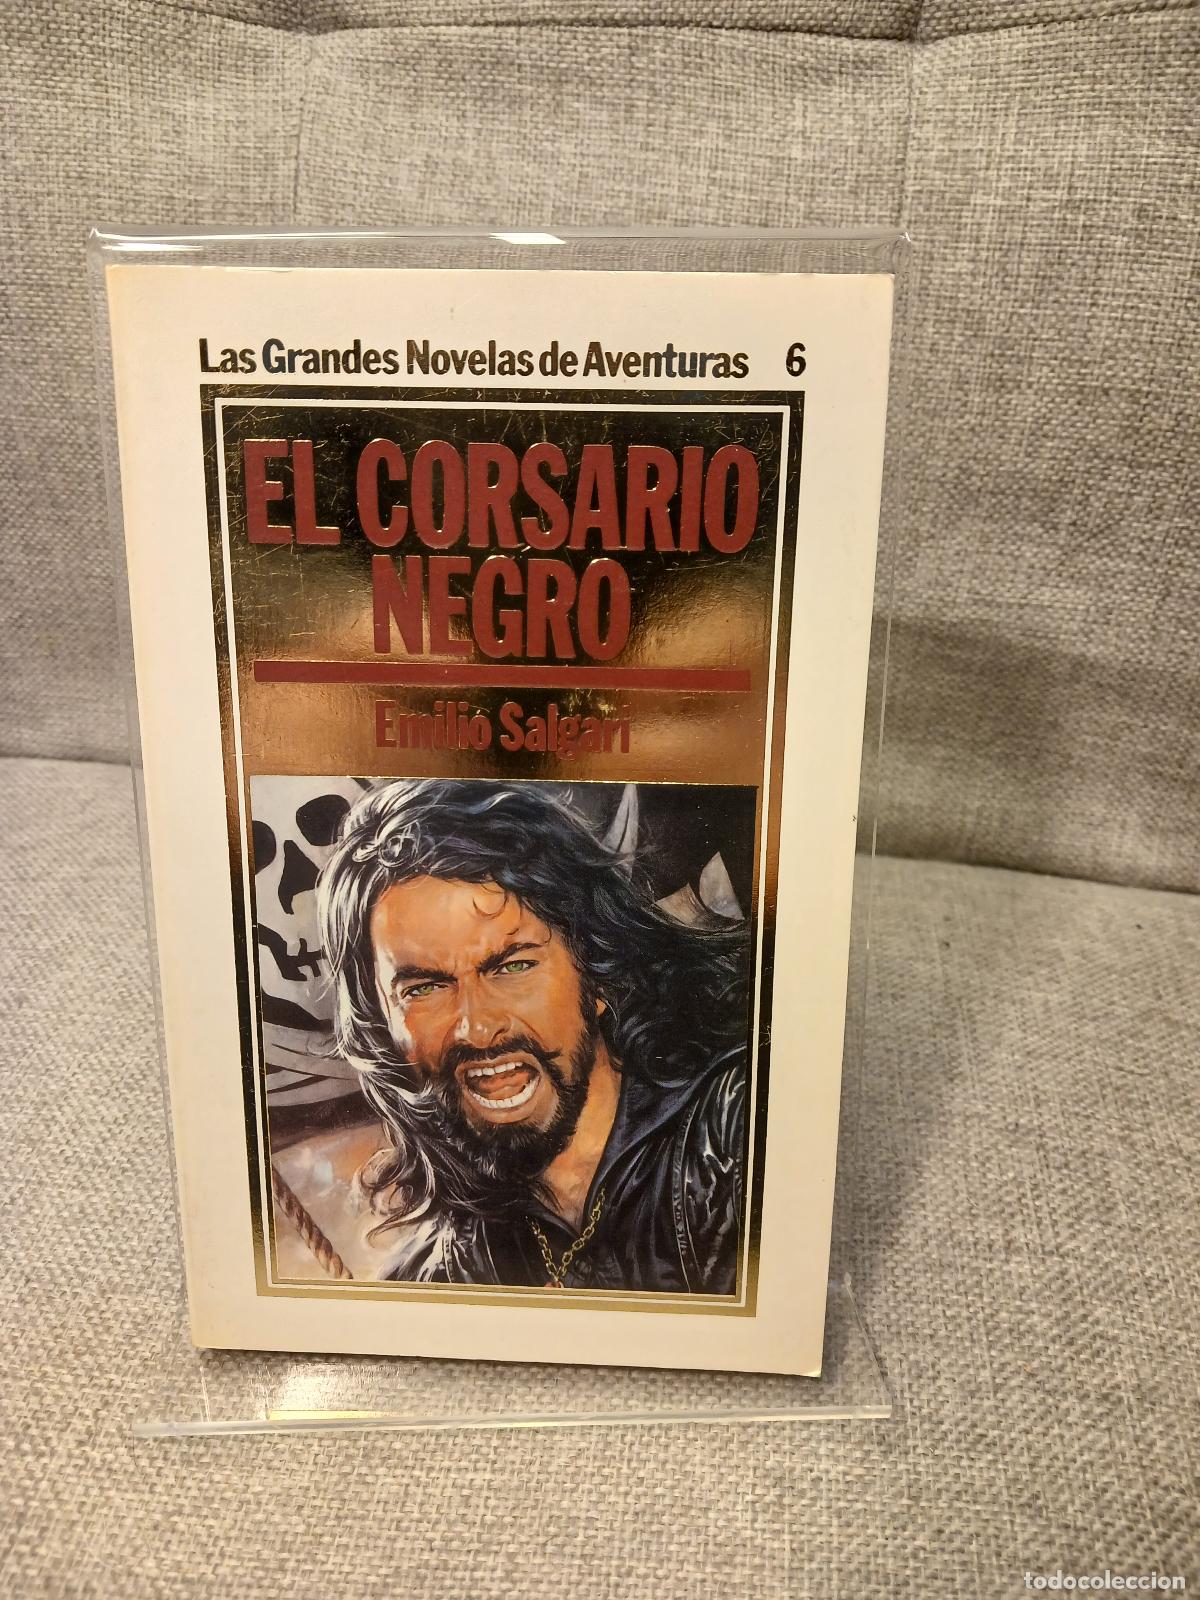 Las Grandes Novelas de Aventuras 6
EL CORSARIO
NEGRO
Emilio Salgari
todocoleccion